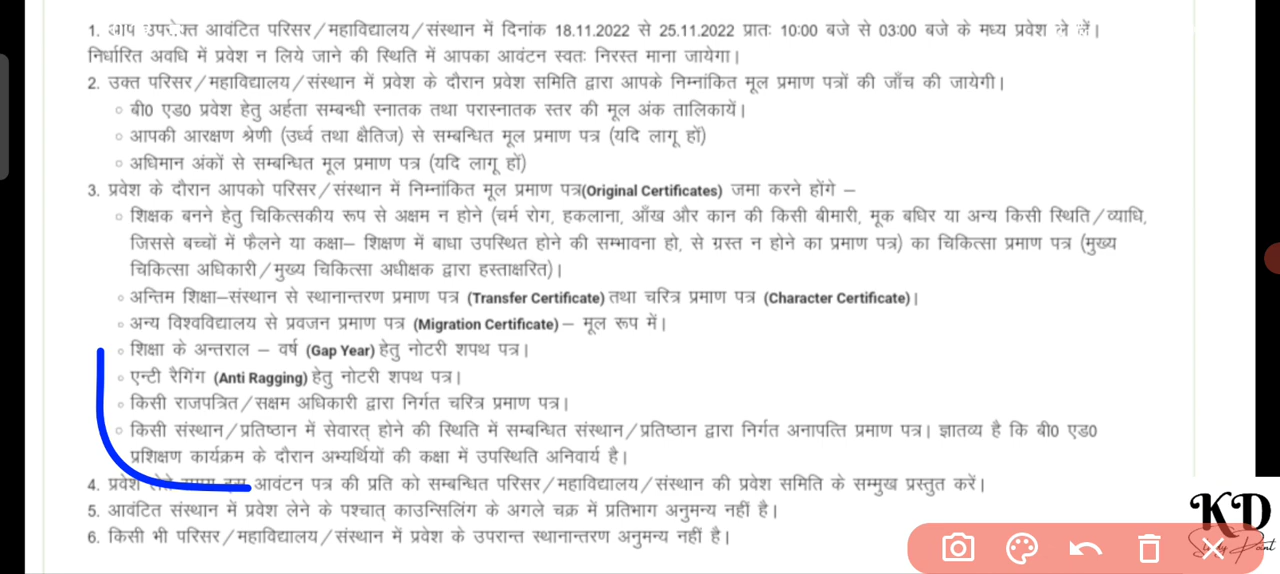 1. आप उपरोक्त आवंटित परिसर/महाविद्यालय/संस्थान में दिनांक 18.11.2022 से 25.11.2022 प्रातः 10:00 बजे से 03:00 बजे के मध्य प्रवेश ले लें।
निर्धारित अवधि में प्रवेश न लिये जाने की स्थिति में आपका आवंटन स्वतः निरस्त माना जायेगा।
2. उक्त परिसर/महाविद्यालय/संस्थान में प्रवेश के दौरान प्रवेश समिति द्वारा आपके निम्नांकित मूल प्रमाण पत्रों की जाँच की जायेगी।
◦ बी0 एड0 प्रवेश हेतु अर्हता सम्बन्धी स्नातक तथा परास्नातक स्तर की मूल अंक तालिकायें।
◦ आपकी आरक्षण श्रेणी (उर्ध्व तथा क्षैतिज) से सम्बन्धित मूल प्रमाण पत्र (यदि लागू हों)
◦ अधिमान अंकों से सम्बन्धित मूल प्रमाण पत्र (यदि लागू हों)
3. प्रवेश के दौरान आपको परिसर/संस्थान में निम्नांकित मूल प्रमाण पत्र(Original Certificates) जमा करने होंगे –
◦ शिक्षक बनने हेतु चिकित्सकीय रूप से अक्षम न होने (चर्म रोग, हकलाना, आँख और कान की किसी बीमारी, मूक बधिर या अन्य किसी स्थिति/व्याधि,
जिससे बच्चों में फैलने या कक्षा– शिक्षण में बाधा उपस्थित होने की सम्भावना हो, से ग्रस्त न होने का प्रमाण पत्र) का चिकित्सा प्रमाण पत्र (मुख्य
चिकित्सा अधिकारी/मुख्य चिकित्सा अधीक्षक द्वारा हस्ताक्षरित)।
◦ अन्तिम शिक्षा–संस्थान से स्थानान्तरण प्रमाण पत्र (Transfer Certificate) तथा चरित्र प्रमाण पत्र (Character Certificate)।
◦ अन्य विश्वविद्यालय से प्रवजन प्रमाण पत्र (Migration Certificate) – मूल रूप में।
◦ शिक्षा के अन्तराल – वर्ष (Gap Year) हेतु नोटरी शपथ पत्र।
◦ एन्टी रैगिंग (Anti Ragging) हेतु नोटरी शपथ पत्र।
◦ किसी राजपत्रित/सक्षम अधिकारी द्वारा निर्गत चरित्र प्रमाण पत्र।
◦ किसी संस्थान/प्रतिष्ठान में सेवारत् होने की स्थिति में सम्बन्धित संस्थान/प्रतिष्ठान द्वारा निर्गत अनापत्ति प्रमाण पत्र। ज्ञातव्य है कि बी0 एड0
प्रशिक्षण कार्यक्रम के दौरान अभ्यर्थियों की कक्षा में उपस्थिति अनिवार्य है।
4. प्रवेश आवंटन पत्र की प्रति को सम्बन्धित परिसर/महाविद्यालय/संस्थान की प्रवेश समिति के सम्मुख प्रस्तुत करें।
5. आवंटित संस्थान में प्रवेश लेने के पश्चात् काउन्सिलिंग के अगले चक्र में प्रतिभाग अनुमन्य नहीं है।
6. किसी भी परिसर/महाविद्यालय/संस्थान में प्रवेश के उपरान्त स्थानान्तरण अनुमन्य नहीं है।
KD
Study Point